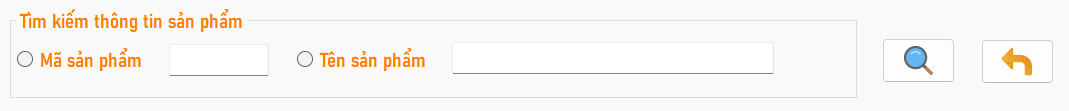 Tìm kiếm thông tin sản phẩm
Mã sản phẩm
Tên sản phẩm